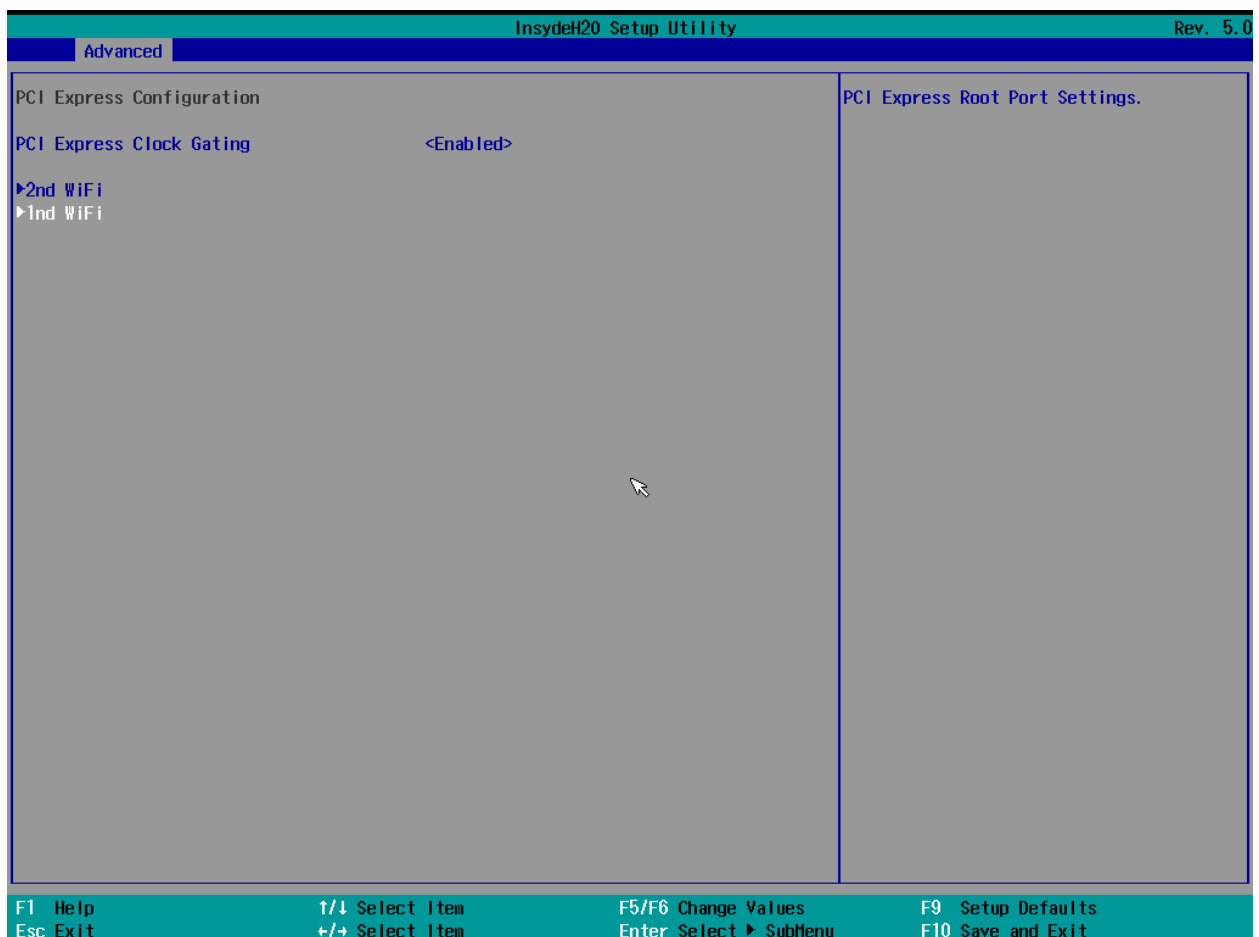 InsydeH20 Setup Utility Rev. 5.0
Advanced
PCI Express Configuration
PCI Express Root Port Settings.
PCI Express Clock Gating <Enabled>
▶2nd WiFi
▶1nd WiFi
F1 Help ↑/↓ Select Item F5/F6 Change Values F9 Setup Defaults
Esc Exit ←/→ Select Item Enter Select ▶ SubMenu F10 Save and Exit